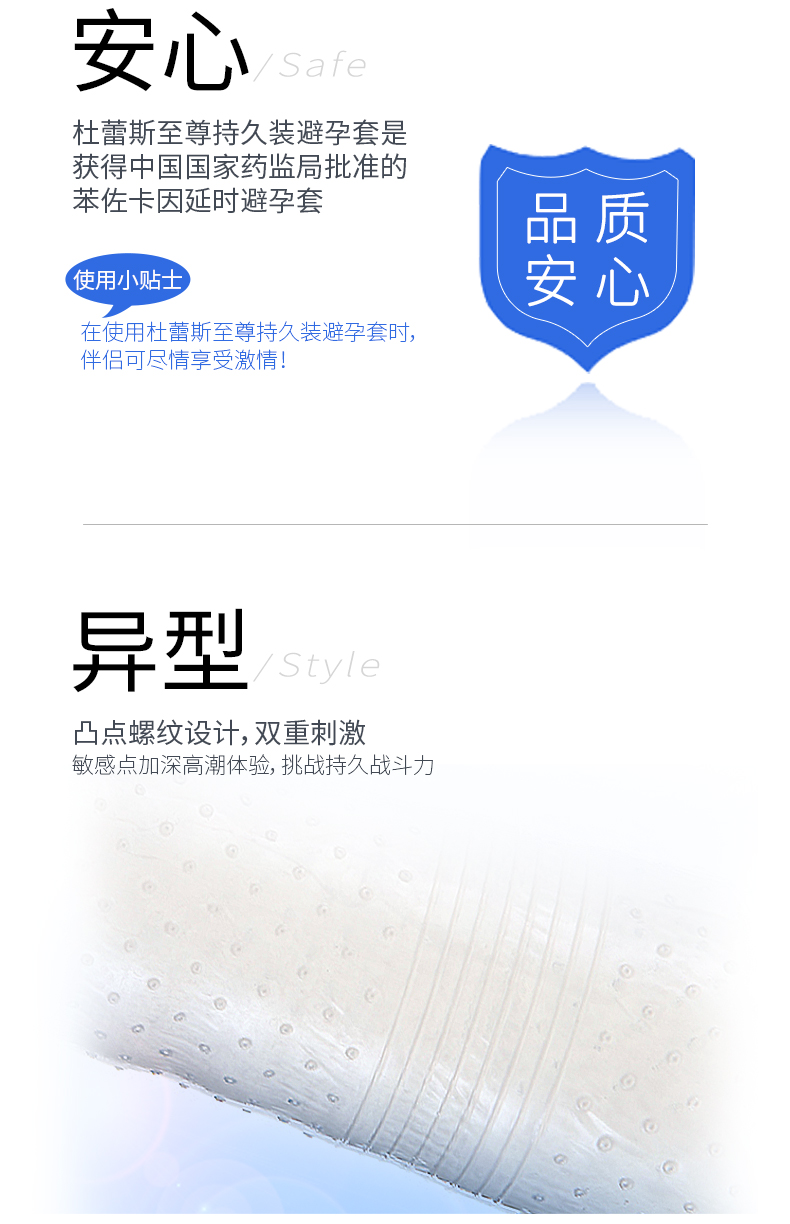 安心/Safe
杜蕾斯至尊持久装避孕套是
获得中国国家药监局批准的
苯佐卡因延时避孕套
品质
安心
使用小贴士
在使用杜蕾斯至尊持久装避孕套时,
伴侣可尽情享受激情!
异型/Style
凸点螺纹设计,双重刺激
敏感点加深高潮体验,挑战持久战斗力